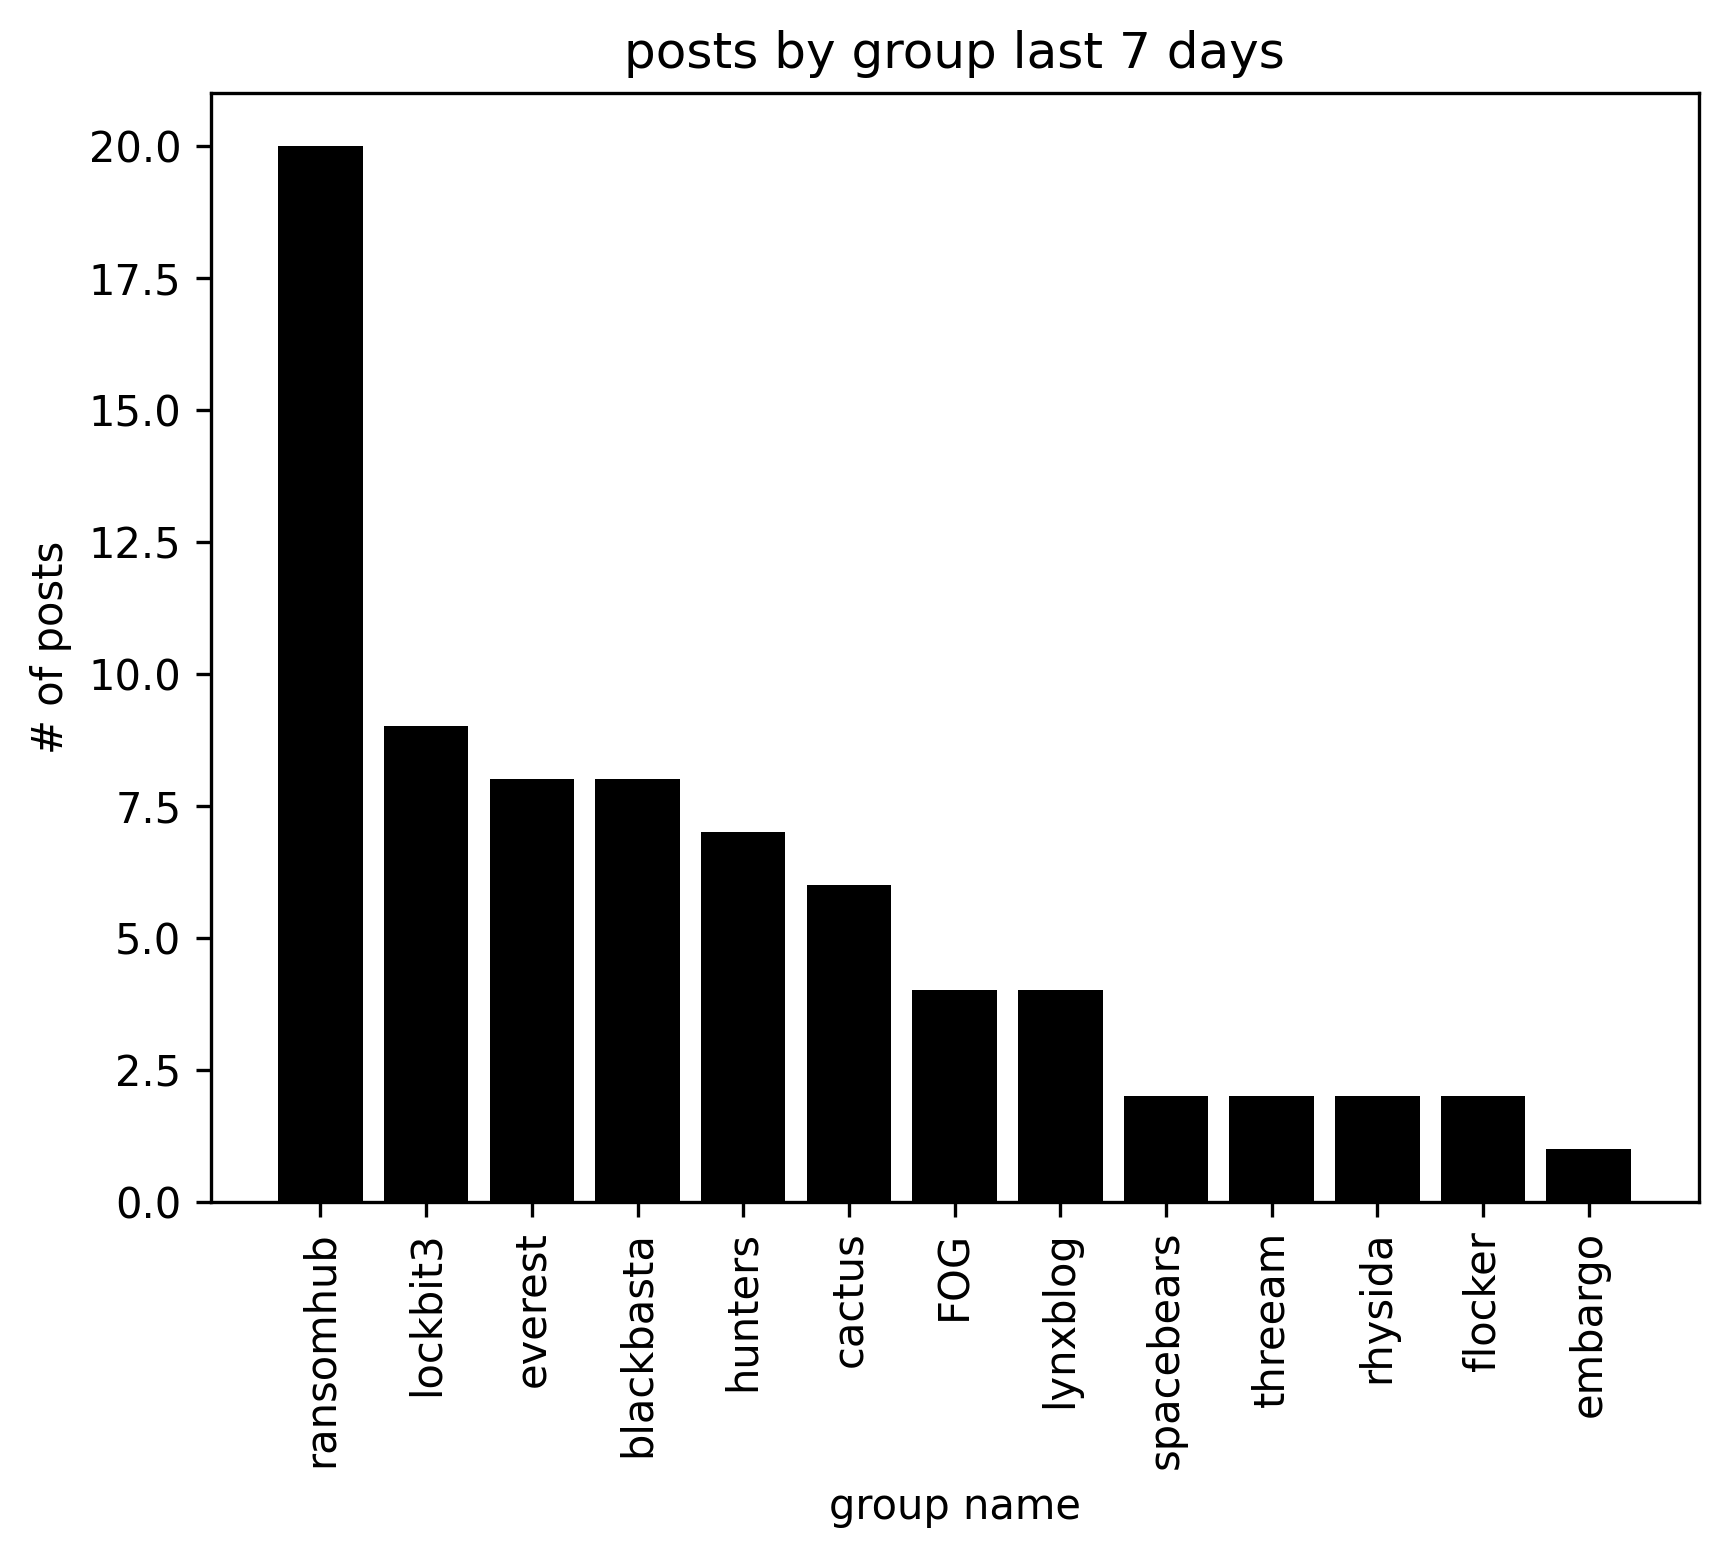 posts by group last 7 days
# of posts
20.0
17.5
15.0
12.5
10.0
7.5
5.0
2.5
0.0
ransomhub
lockbit3
everest
blackbasta
hunters
cactus
FOG
lynxblog
spacebears
threeam
rhysida
flocker
embargo
group name